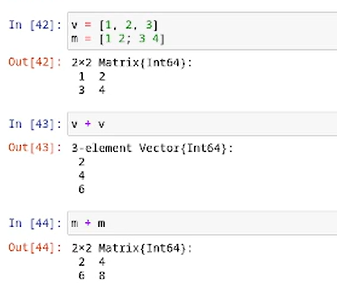 In [42]: v = [1, 2, 3]
m = [1 2; 3 4]
Out[42]: 2×2 Matrix{Int64}:
1 2
3 4
In [43]: v + v
Out[43]: 3-element Vector{Int64}:
2
4
6
In [44]: m + m
Out[44]: 2×2 Matrix{Int64}:
2 4
6 8